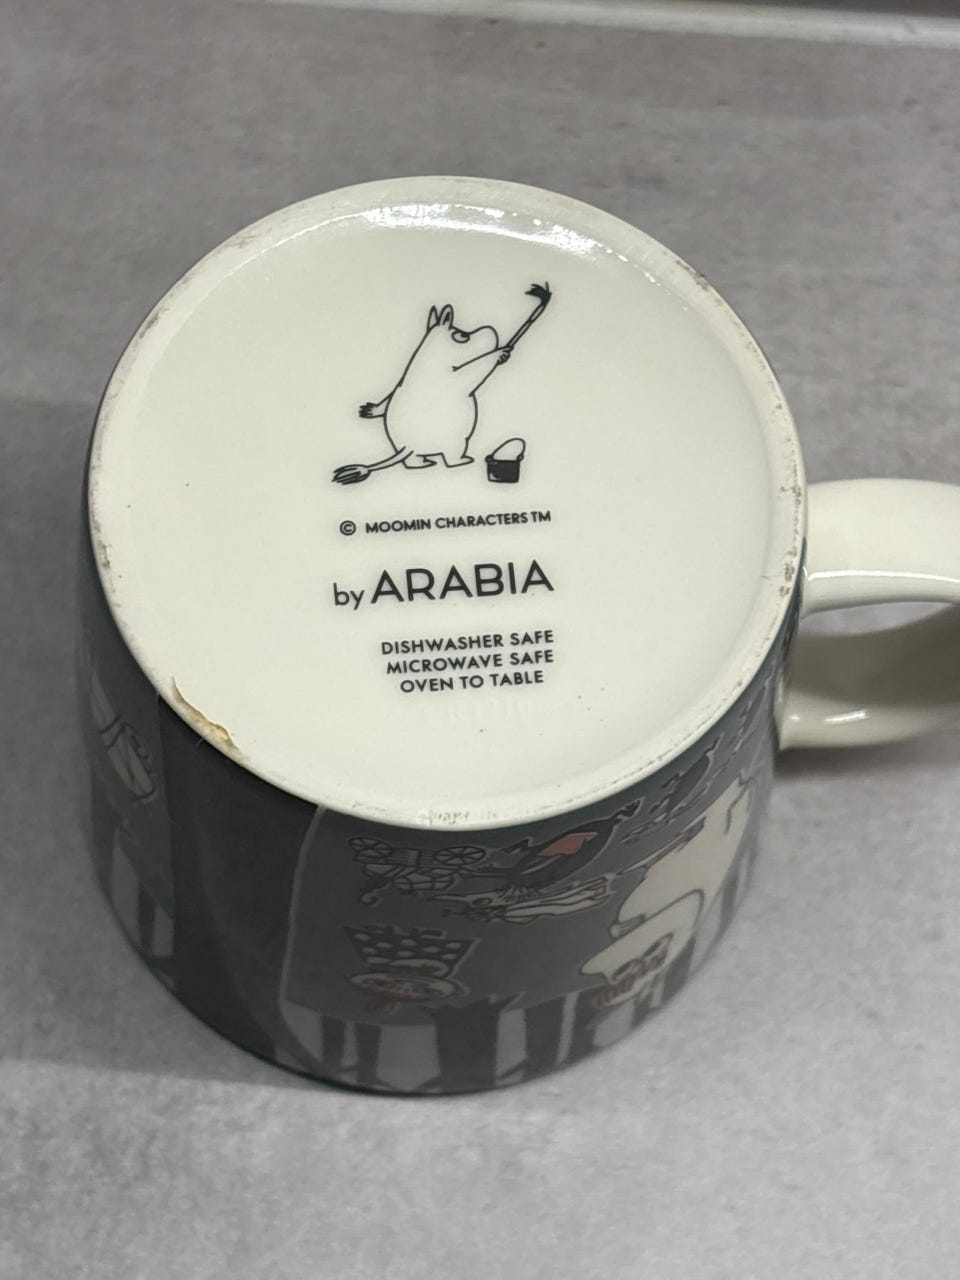 © MOOMIN CHARACTERS TM
by ARABIA
DISHWASHER SAFE
MICROWAVE SAFE
OVEN TO TABLE